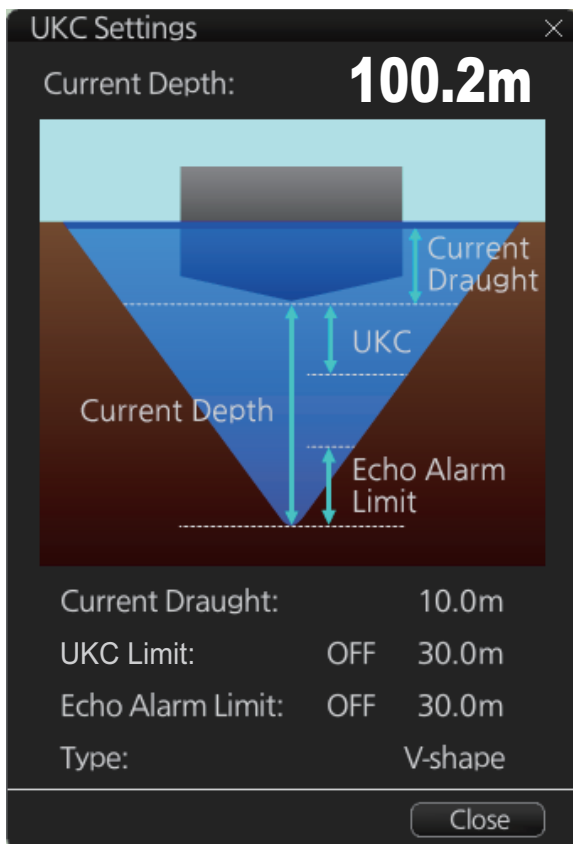 UKC Settings ×
Current Depth: 100.2m
Current
Draught
UKC
Current Depth
Echo Alarm
Limit
Current Draught: 10.0m
UKC Limit: OFF 30.0m
Echo Alarm Limit: OFF 30.0m
Type: V-shape
Close